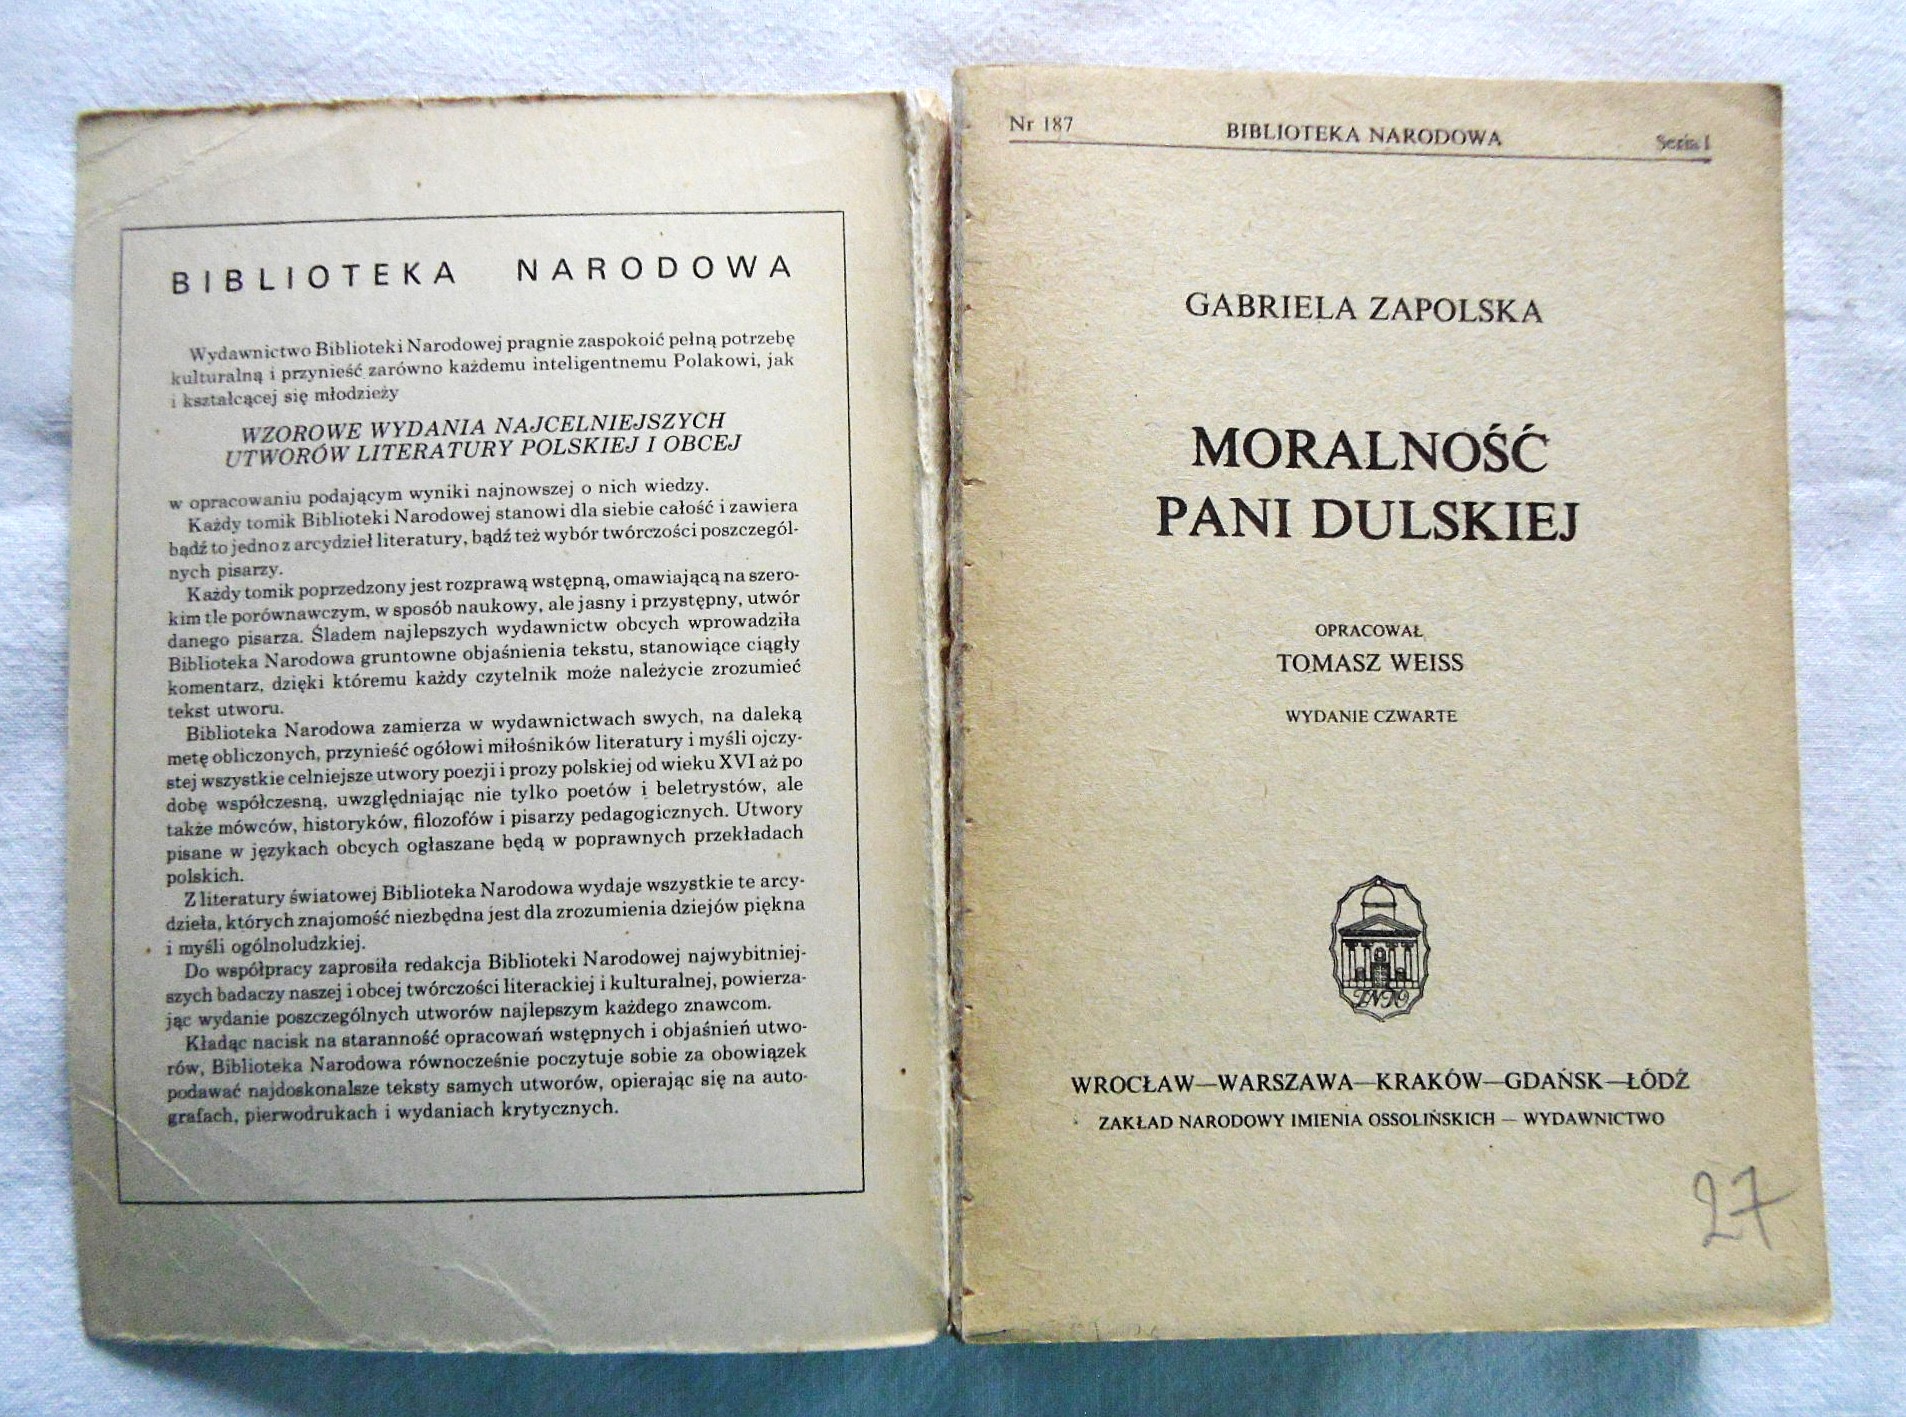 BIBLIOTEKA NARODOWA
Wydawnictwo Biblioteki Narodowej pragnie zaspokoić pełną potrzebę
kulturalną i przynieść zarówno każdemu inteligentnemu Polakowi, jak
i kształcącej się młodzieży
WZOROWE WYDANIA NAJCELNIEJSZYCH
UTWORÓW LITERATURY POLSKIEJ I OBCEJ
w opracowaniu podającym wyniki najnowszej o nich wiedzy.
Każdy tomik Biblioteki Narodowej stanowi dla siebie całość i zawiera
bądź to jedno z arcydzieł literatury, bądź też wybór twórczości poszczegól-
nych pisarzy.
Każdy tomik poprzedzony jest rozprawą wstępną, omawiającą na szero-
kim tle porównawczym, w sposób naukowy, ale jasny i przystępny, utwór
danego pisarza. Śladem najlepszych wydawnictw obcych wprowadziła
Biblioteka Narodowa gruntowne objaśnienia tekstu, stanowiące ciągły
komentarz, dzięki któremu każdy czytelnik może należycie zrozumieć
tekst utworu.
Biblioteka Narodowa zamierza w wydawnictwach swych, na daleką
metę obliczonych, przynieść ogółowi miłośników literatury i myśli ojczy-
stej wszystkie celniejsze utwory poezji i prozy polskiej od wieku XVI aż po
dobę współczesną, uwzględniając nie tylko poetów i beletrystów, ale
także mówców, historyków, filozofów i pisarzy pedagogicznych. Utwory
pisane w językach obcych ogłaszane będą w poprawnych przekładach
polskich.
Z literatury światowej Biblioteka Narodowa wydaje wszystkie te arcy-
dzieła, których znajomość niezbędna jest dla zrozumienia dziejów piękna
i myśli ogólnoludzkiej.
Do współpracy zaprosiła redakcja Biblioteki Narodowej najwybitniej-
szych badaczy naszej i obcej twórczości literackiej i kulturalnej, powierza-
jąc wydanie poszczególnych utworów najlepszym każdego znawcom.
Kładąc nacisk na staranność opracowań wstępnych i objaśnień utwo-
rów, Biblioteka Narodowa równocześnie poczytuje sobie za obowiązek
podawać najdoskonalsze teksty samych utworów, opierając się na auto-
grafach, pierwodrukach i wydaniach krytycznych.
Nr 187 BIBLIOTEKA NARODOWA Seria I
GABRIELA ZAPOLSKA
MORALNOŚĆ
PANI DULSKIEJ
OPRACOWAŁ
TOMASZ WEISS
WYDANIE CZWARTE
WROCŁAW—WARSZAWA—KRAKÓW—GDAŃSK—ŁÓDŹ
ZAKŁAD NARODOWY IMIENIA OSSOLIŃSKICH — WYDAWNICTWO
27